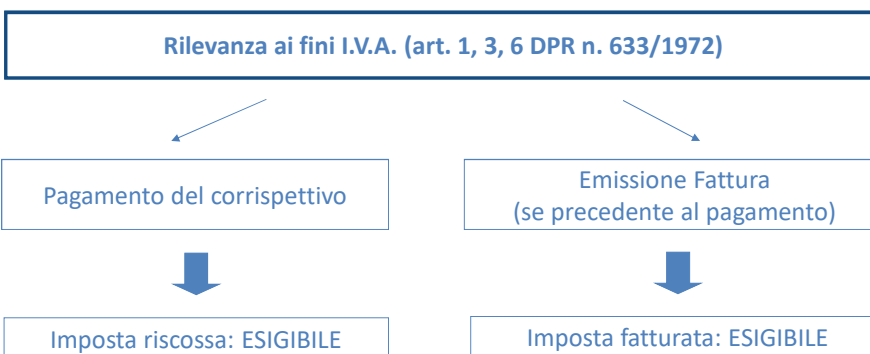 Rilevanza ai fini I.V.A. (art. 1, 3, 6 DPR n. 633/1972)
Pagamento del corrispettivo
Emissione Fattura
(se precedente al pagamento)
Imposta riscossa: ESIGIBILE
Imposta fatturata: ESIGIBILE